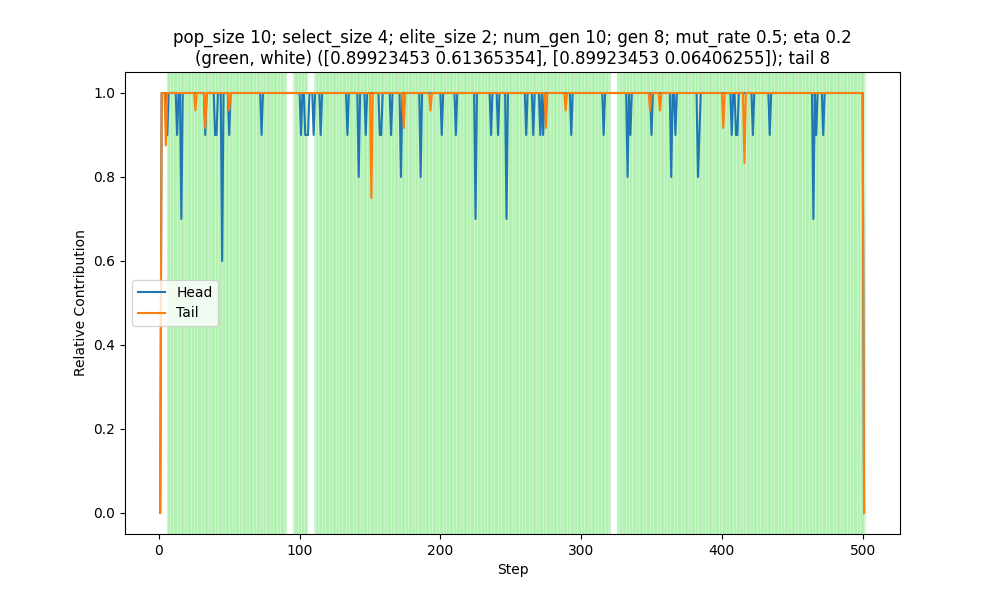 pop_size 10; select_size 4; elite_size 2; num_gen 10; gen 8; mut_rate 0.5; eta 0.2
(green, white) ([0.89923453 0.61365354], [0.89923453 0.06406255]); tail 8
1.0
0.8
0.6
0.4
0.2
0.0
Relative Contribution
Head
Tail
0 100 200 300 400 500
Step